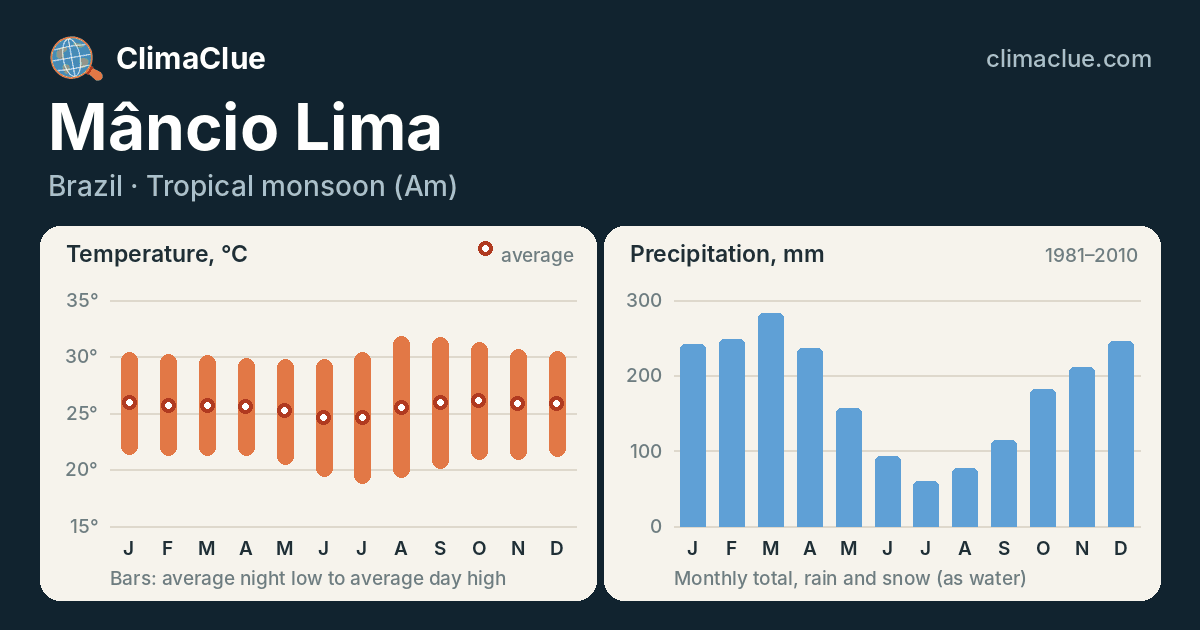 ClimaClue
climaclue.com
Mâncio Lima
Brazil · Tropical monsoon (Am)
Temperature, °C
average
35°
30°
25°
20°
15°
J F M A M J J A S O N D
Bars: average night low to average day high
Precipitation, mm
1981–2010
300
200
100
0
J F M A M J J A S O N D
Monthly total, rain and snow (as water)